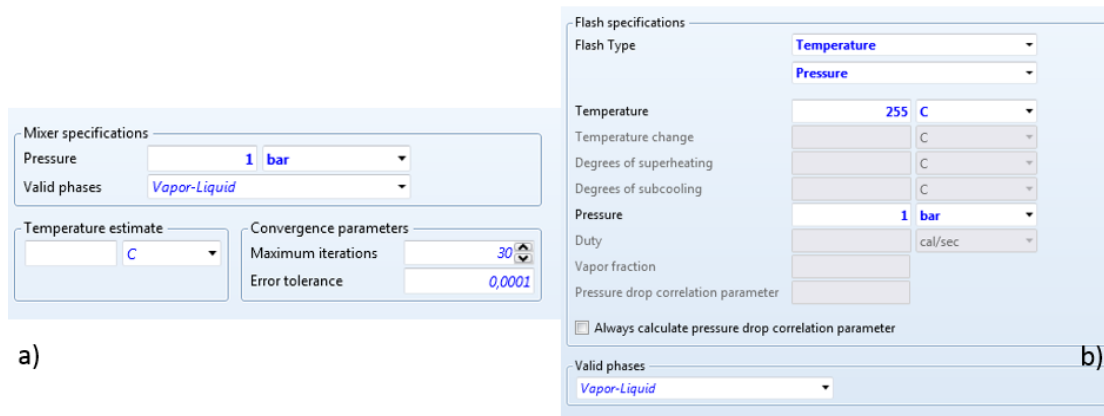 Mixer specifications
Pressure 1 bar
Valid phases Vapor-Liquid
Temperature estimate
C
Convergence parameters
Maximum iterations 30
Error tolerance 0,0001
a)
Flash specifications
Flash Type Temperature
Pressure
Temperature 255 C
Temperature change C
Degrees of superheating C
Degrees of subcooling C
Pressure 1 bar
Duty cal/sec
Vapor fraction
Pressure drop correlation parameter
Always calculate pressure drop correlation parameter
b)
Valid phases
Vapor-Liquid